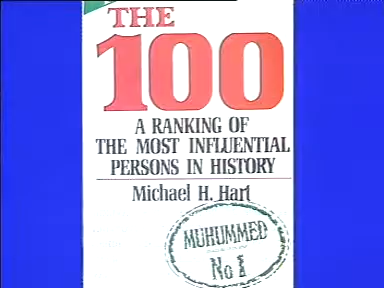 THE
100
A RANKING OF
THE MOST INFLUENTIAL
PERSONS IN HISTORY
Michael H. Hart
MUHUMMED
No 1